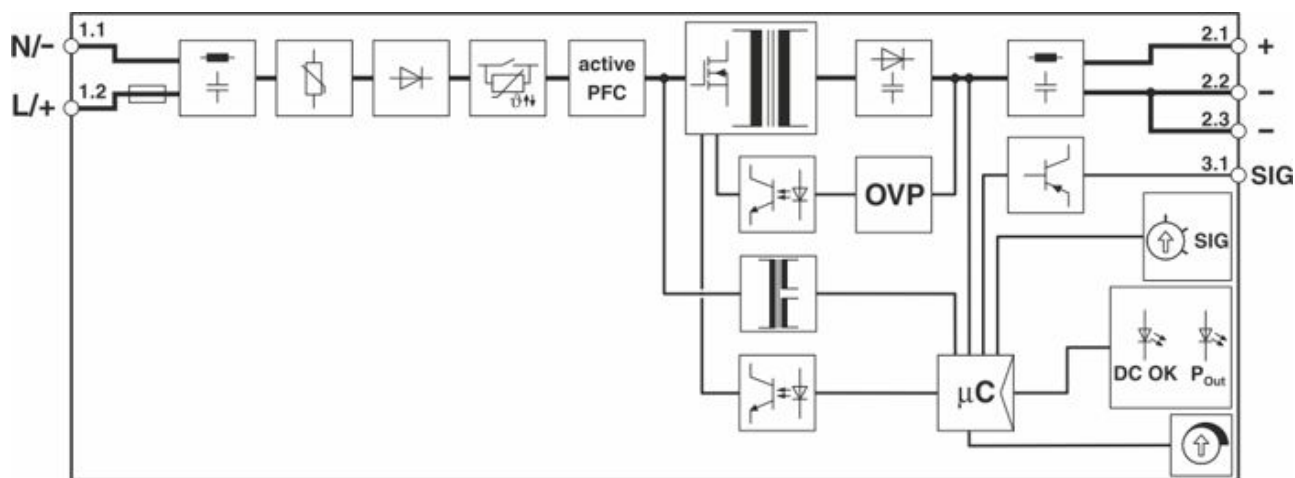 N/−
1.1
L/+
1.2
active
PFC
2.1
+
2.2
−
2.3
−
3.1
SIG
OVP
SIG
ϑ
DC OK
POut
µC